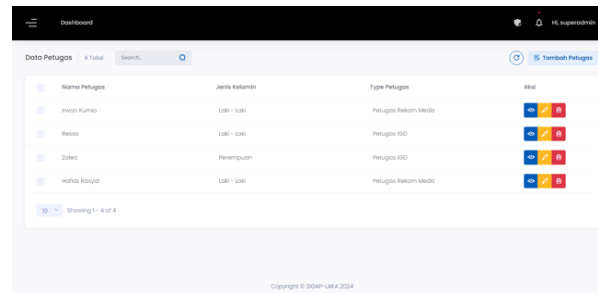 Dashboard
Hi, superadmin
Data Petugas
4 Total
Search...
Tambah Petugas
Nama Petugas Jenis Kelamin Type Petugas Aksi
Irwan Kurnia Laki - Laki Petugas Rekam Medis
Ressa Laki - Laki Petugas IGD
Zalea Perempuan Petugas IGD
Hafidz Rasyid Laki - Laki Petugas Rekam Medis
10 Showing 1 - 4 of 4
Copyright © SIGAP-LAKA 2024